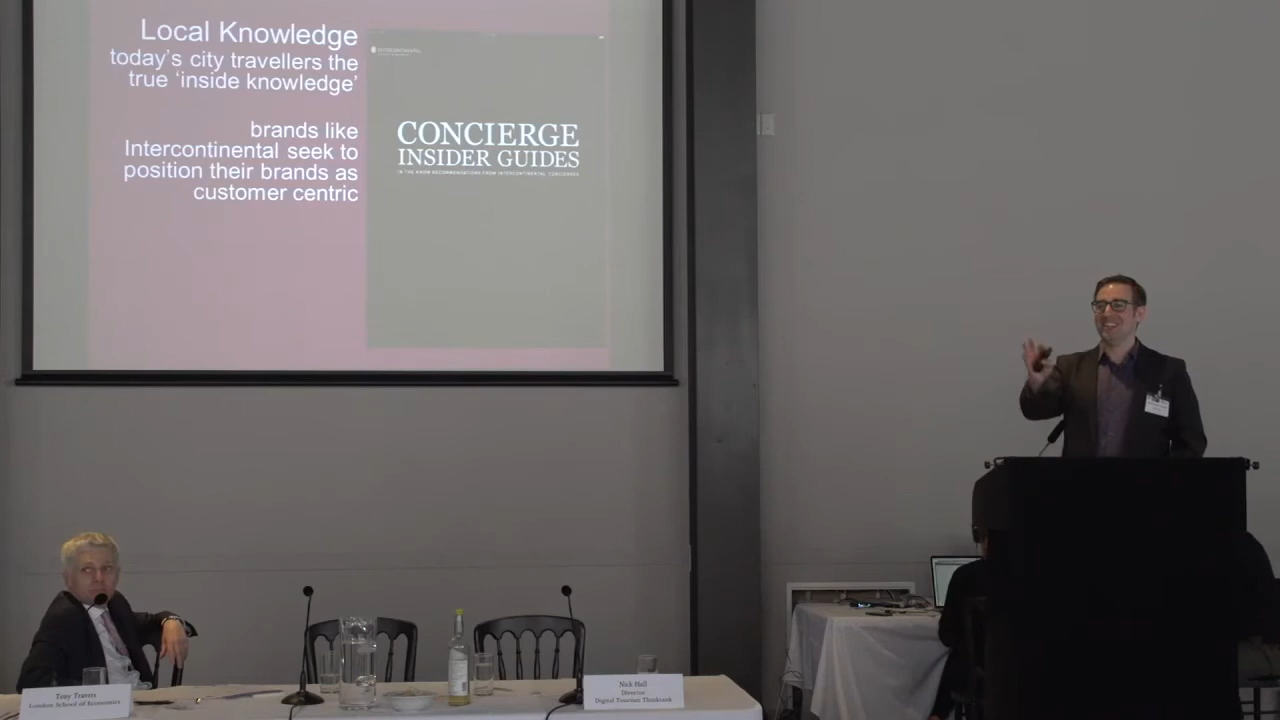 Local Knowledge
today's city travellers the
true 'inside knowledge'
brands like
Intercontinental seek to
position their brands as
customer centric
INTERCONTINENTAL
CONCIERGE
INSIDER GUIDES
IN THE KNOW RECOMMENDATIONS FROM INTERCONTINENTAL CONCIERGES
Tony Travers
London School of Economics
Nick Hall
Director
Digital Tourism Thinktank